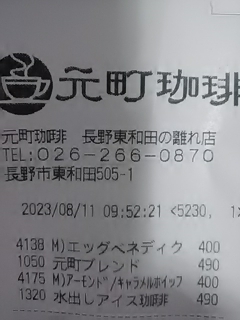 元町珈琲
元町珈琲 長野東和田の離れ店
TEL:026-266-0870
長野市東和田505-1
2023/08/11 09:52:21 <5230, 1
4138 M)エッグベネディク 400
1050 元町ブレンド 490
4175 M)アーモンド/キャラメルホイップ 400
1320 水出しアイス珈琲 490